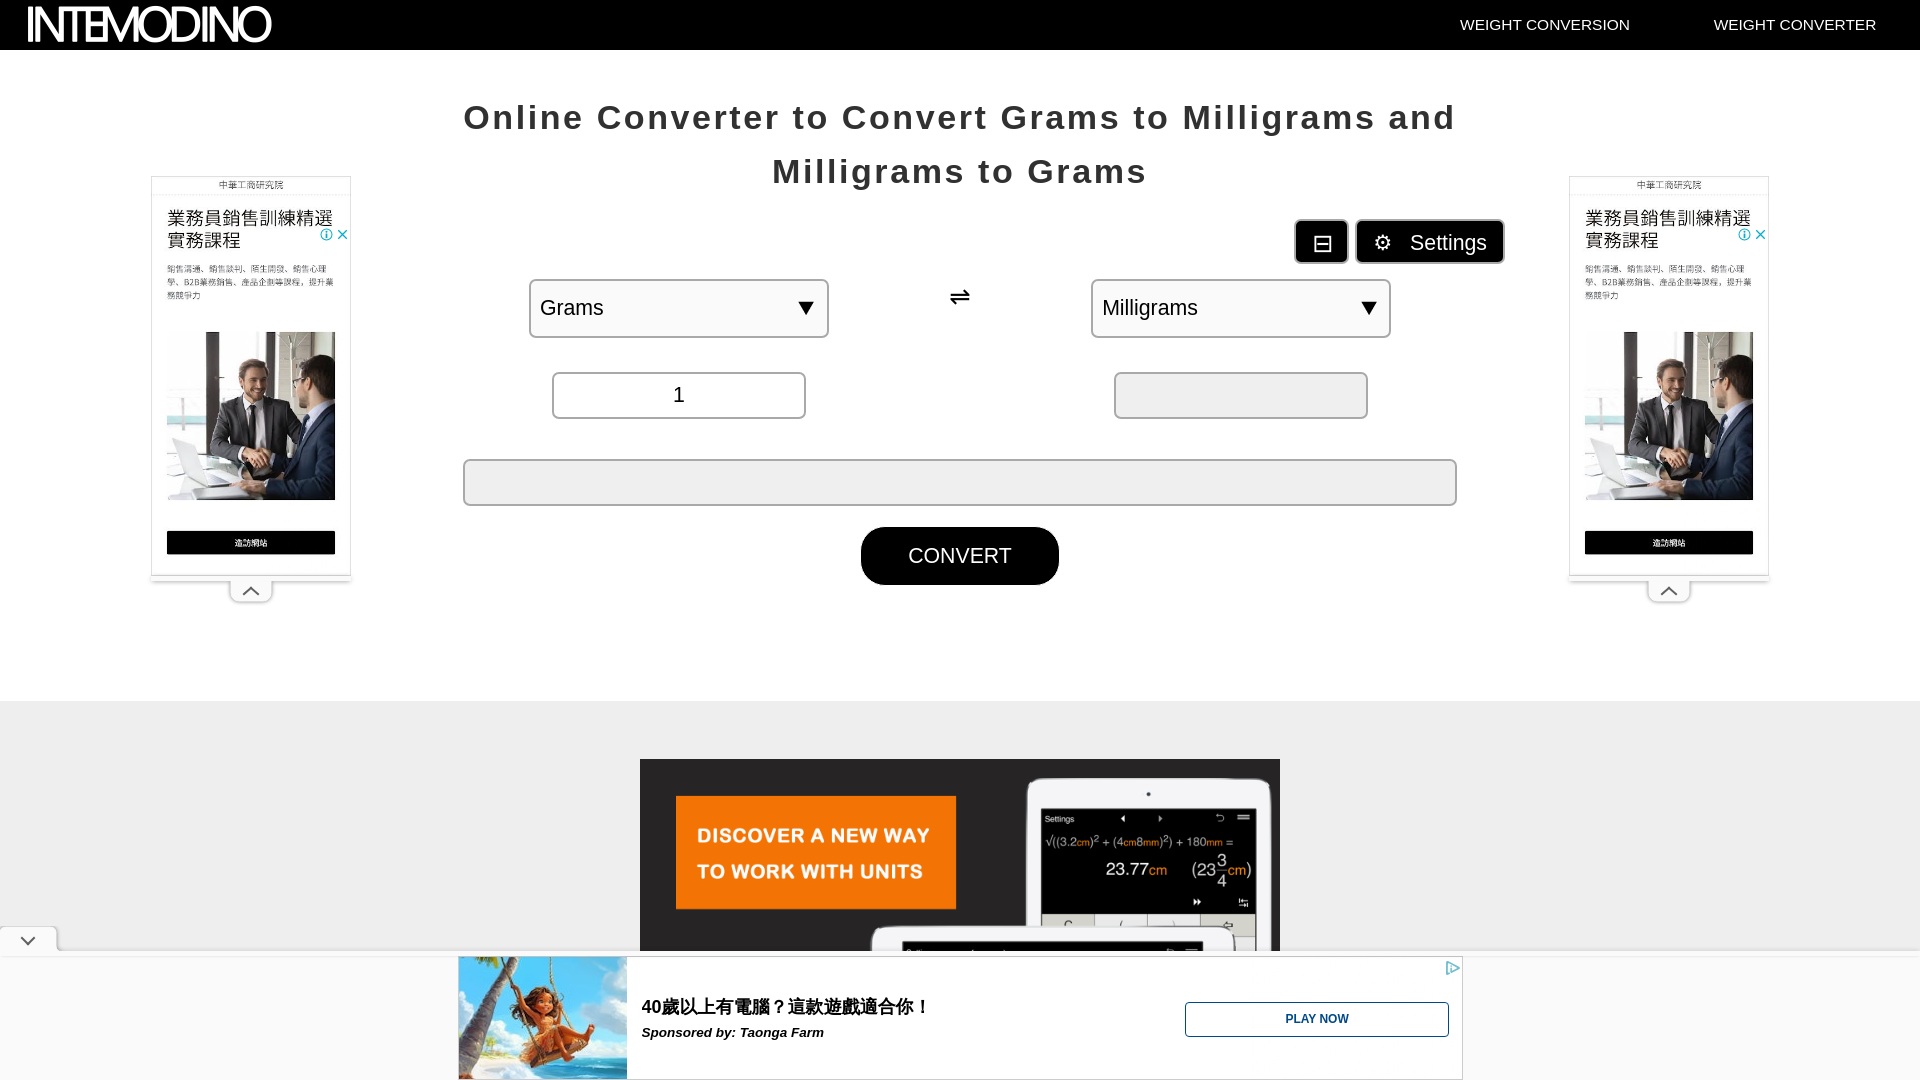 INTEMODINO
WEIGHT CONVERSION
WEIGHT CONVERTER
Online Converter to Convert Grams to Milligrams and
Milligrams to Grams
中華工商研究院
業務員銷售訓練精選
實務課程
銷售溝通、銷售談判、陌生開發、銷售心理
學、B2B業務銷售、產品企劃等課程，提升業
務競爭力
造訪網站
Settings
Grams
Milligrams
1
CONVERT
中華工商研究院
業務員銷售訓練精選
實務課程
銷售溝通、銷售談判、陌生開發、銷售心理
學、B2B業務銷售、產品企劃等課程，提升業
務競爭力
造訪網站
DISCOVER A NEW WAY
TO WORK WITH UNITS
Settings
√((3.2cm)² + (4cm8mm)²) + 180mm =
23.77cm (23 3/4 cm)
40歲以上有電腦？這款遊戲適合你！
Sponsored by: Taonga Farm
PLAY NOW